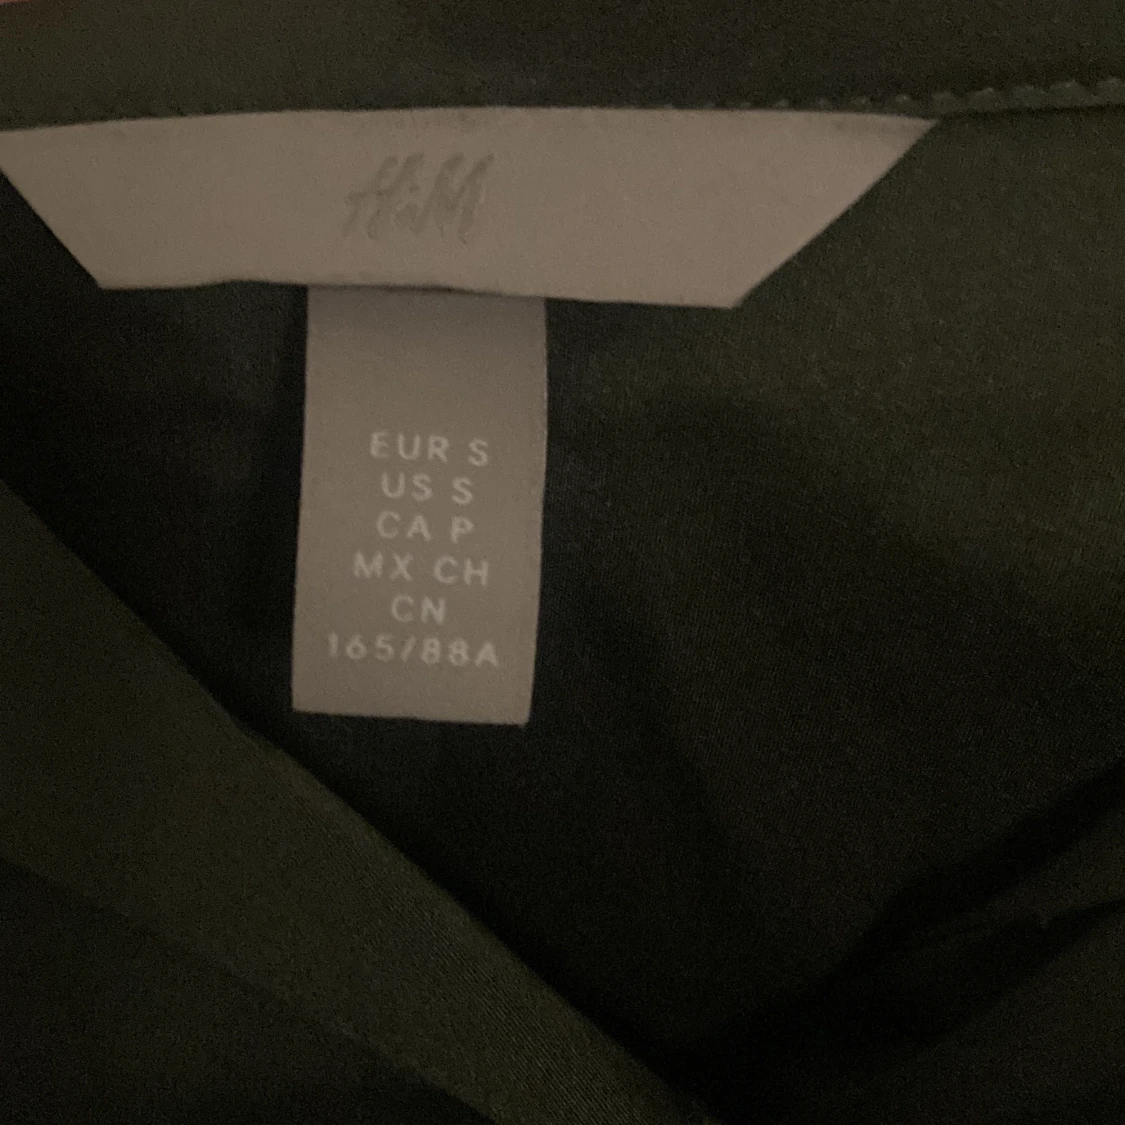 H&M
EUR S
US S
CA P
MX CH
CN
165/88A